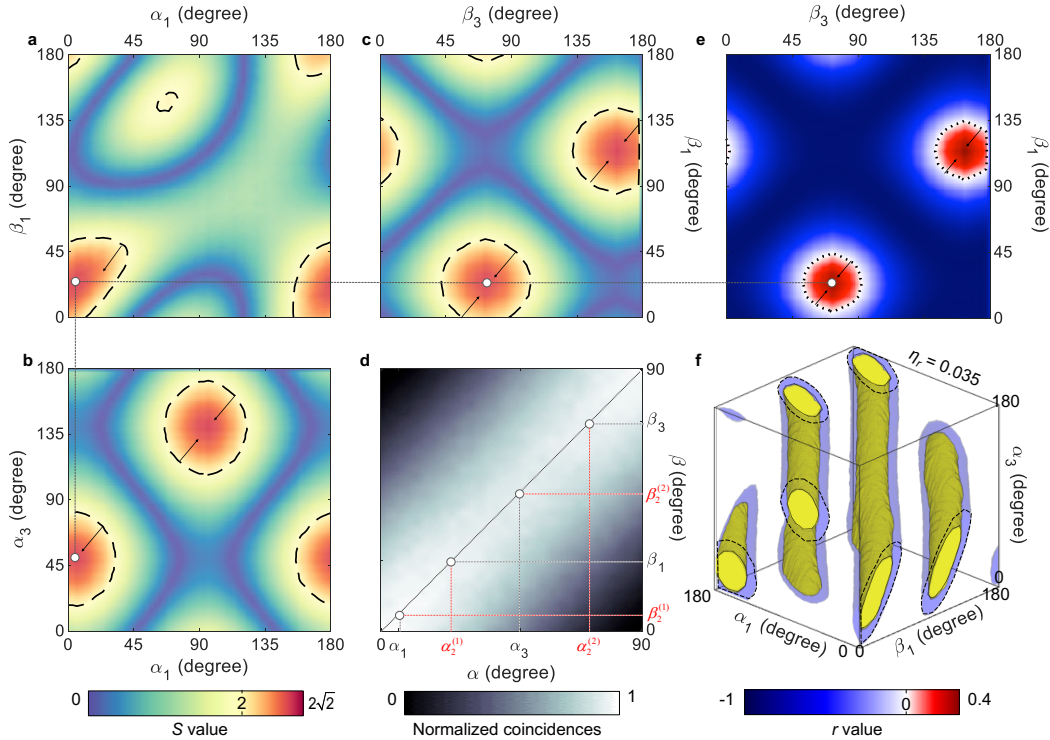 α1 (degree)
0 45 90 135 180
a
180
135
90
45
0
β1 (degree)
β3 (degree)
0 45 90 135 180
c
180
135
90
45
0
β1 (degree)
β3 (degree)
0 45 90 135 180
e
180
135
90
45
0
β1 (degree)
b
180
135
90
45
0
α3 (degree)
0 45 90 135 180
α1 (degree)
d
90
β3
β2(2)
β1
β2(1)
0
β (degree)
0 α1 α2(1) α3 α2(2) 90
α (degree)
f
ηr = 0.035
180
α3 (degree)
0
180
180
α1 (degree)
0 0
β1 (degree)
0 2 2√2
S value
0 1
Normalized coincidences
-1 0 0.4
r value